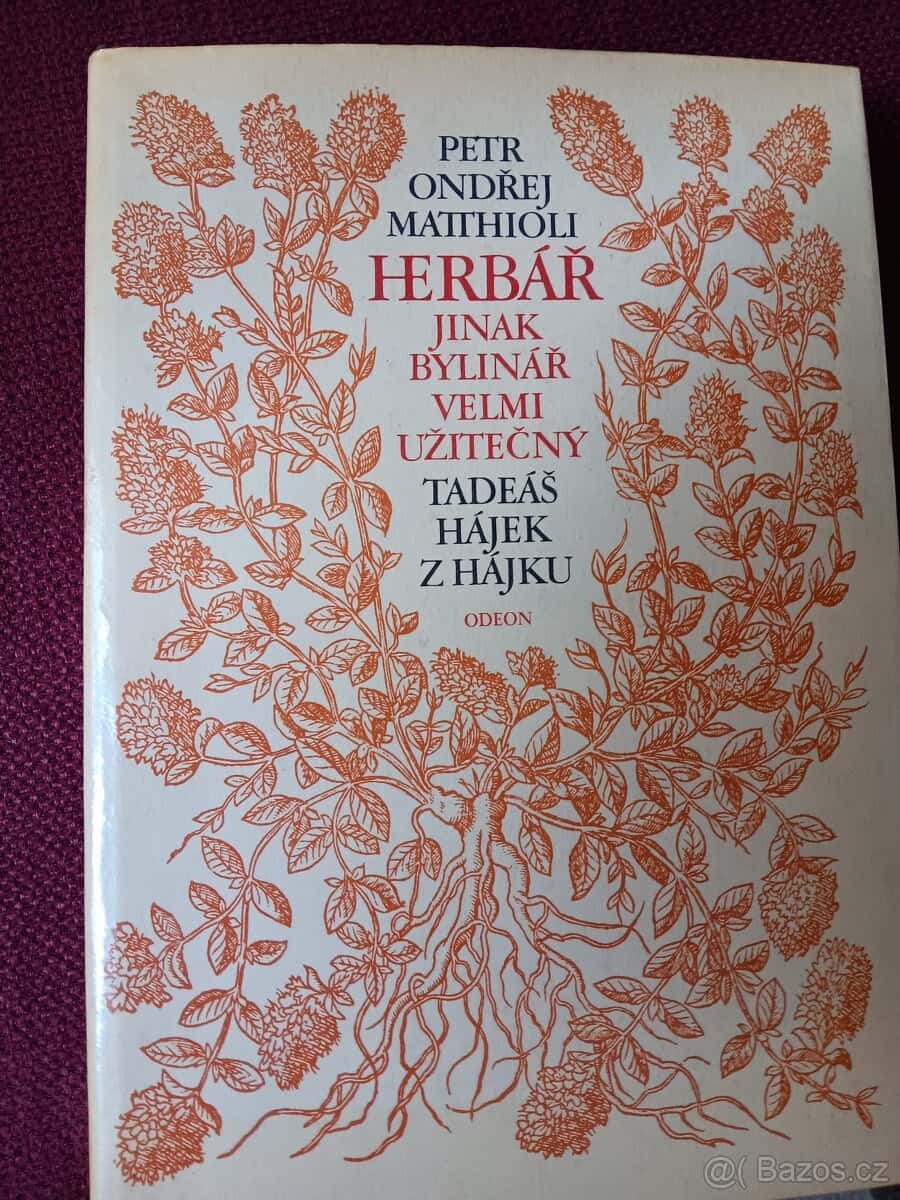 PETR
ONDŘEJ
MATTHIOLI
HERBÁŘ
JINAK
BYLINÁŘ
VELMI
UŽITEČNÝ
TADEÁŠ
HÁJEK
Z HÁJKU
ODEON
@( Bazos.cz